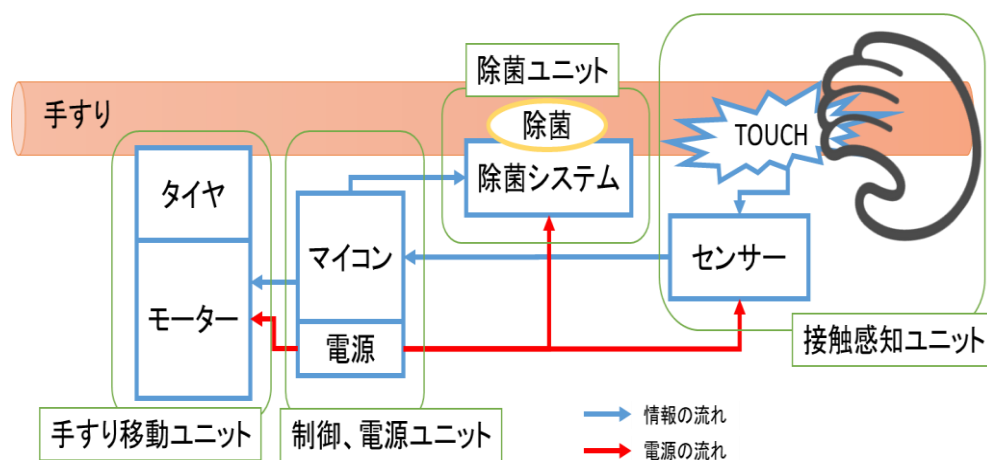 除菌ユニット
手すり
除菌
TOUCH
タイヤ
除菌システム
マイコン
センサー
モーター
電源
接触感知ユニット
手すり移動ユニット
制御、電源ユニット
情報の流れ
電源の流れ